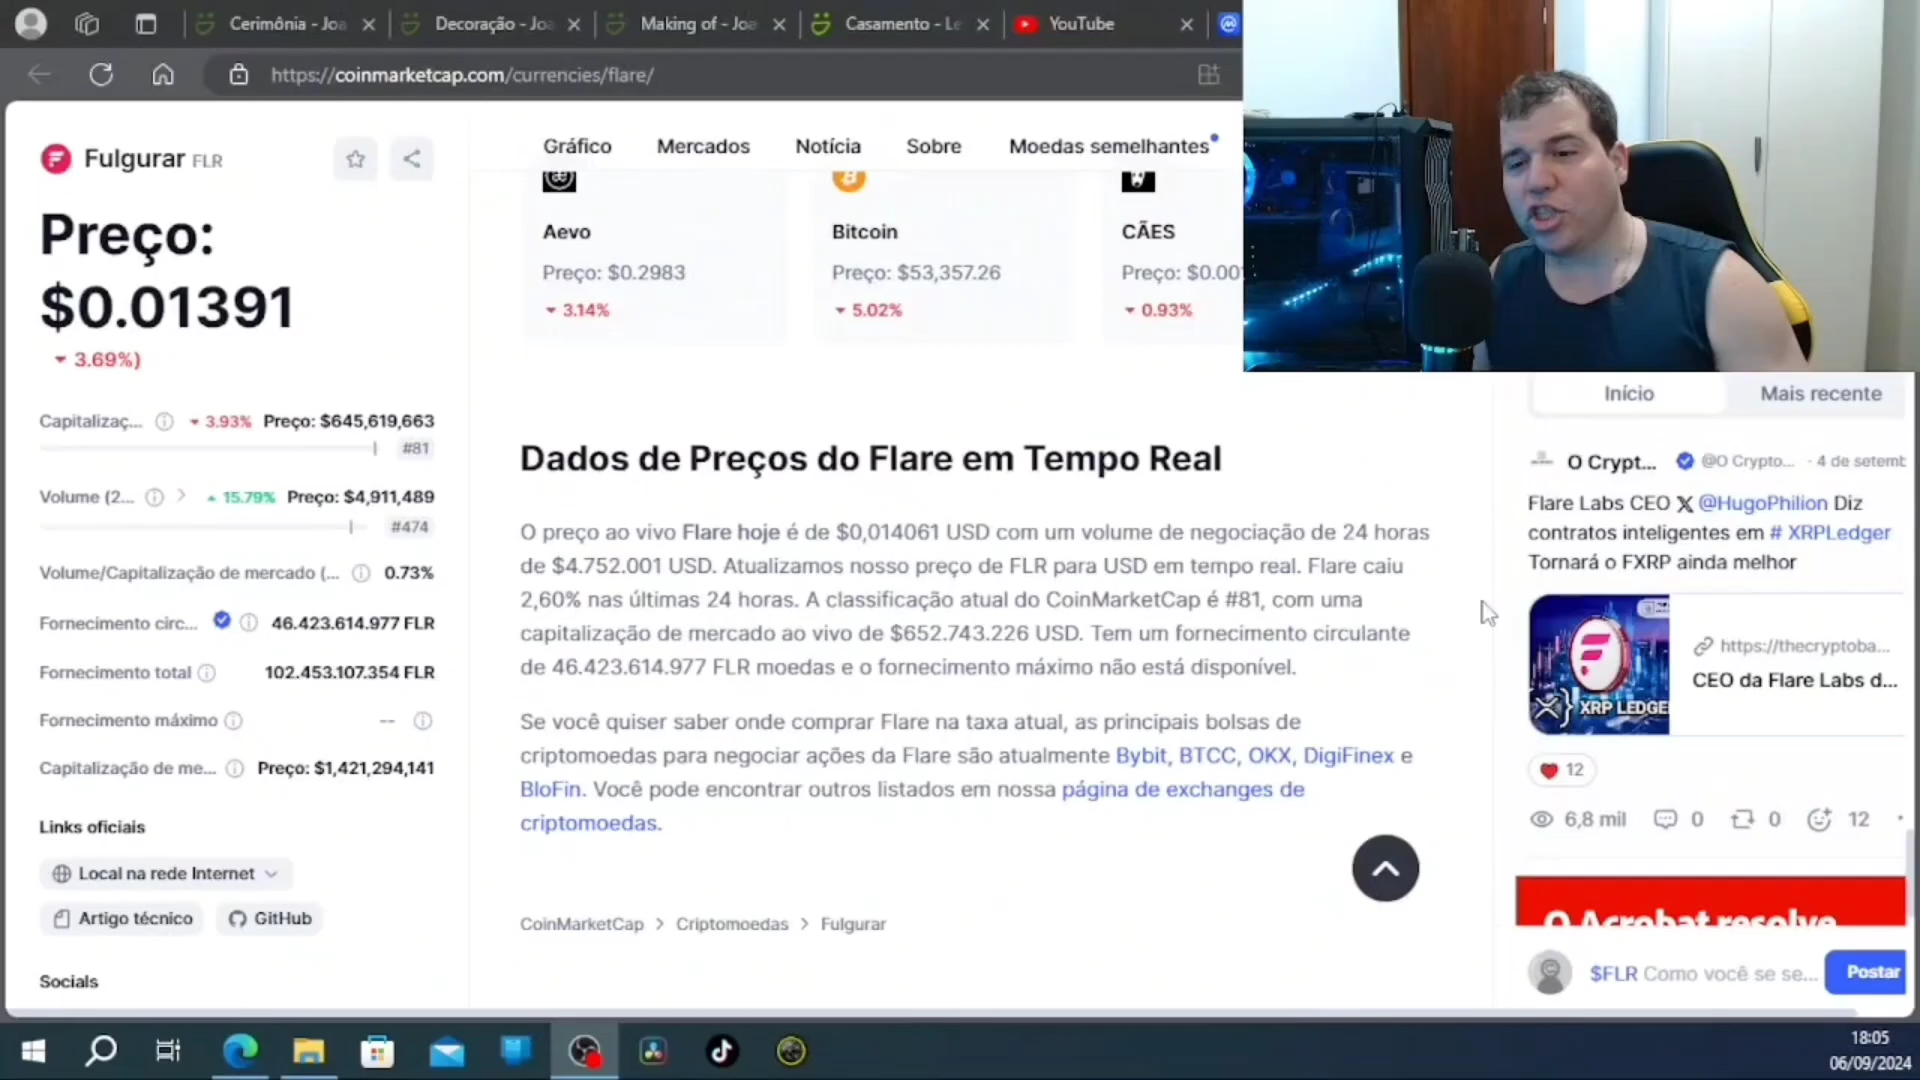 Cerimônia - Joa
Decoração - Joa
Making of - Joa
Casamento - Le
YouTube
https://coinmarketcap.com/currencies/flare/
Fulgurar FLR
Preço:
$0.01391
3.69%)
Capitalizaç... 3.93% Preço: $645,619,663
#81
Volume (2... 15.79% Preço: $4,911,489
#474
Volume/Capitalização de mercado (... 0.73%
Fornecimento circ... 46.423.614.977 FLR
Fornecimento total 102.453.107.354 FLR
Fornecimento máximo --
Capitalização de me... Preço: $1,421,294,141
Links oficiais
Local na rede Internet
Artigo técnico GitHub
Socials
Gráfico Mercados Notícia Sobre Moedas semelhantes
Aevo
Preço: $0.2983
3.14%
Bitcoin
Preço: $53,357.26
5.02%
CÃES
Preço: $0.00
0.93%
Dados de Preços do Flare em Tempo Real
O preço ao vivo Flare hoje é de $0,014061 USD com um volume de negociação de 24 horas
de $4.752.001 USD. Atualizamos nosso preço de FLR para USD em tempo real. Flare caiu
2,60% nas últimas 24 horas. A classificação atual do CoinMarketCap é #81, com uma
capitalização de mercado ao vivo de $652.743.226 USD. Tem um fornecimento circulante
de 46.423.614.977 FLR moedas e o fornecimento máximo não está disponível.
Se você quiser saber onde comprar Flare na taxa atual, as principais bolsas de
criptomoedas para negociar ações da Flare são atualmente Bybit, BTCC, OKX, DigiFinex e
BloFin. Você pode encontrar outros listados em nossa página de exchanges de
criptomoedas.
CoinMarketCap > Criptomoedas > Fulgurar
Início Mais recente
O Crypt... @O Crypto... · 4 de setemb
Flare Labs CEO X @HugoPhilion Diz
contratos inteligentes em # XRPLedger
Tornará o FXRP ainda melhor
XRP LEDGE
https://thecryptoba...
CEO da Flare Labs d...
12
6,8 mil 0 0 12
O Acrobat resolve
$FLR Como você se se...
Postar
18:05
06/09/2024